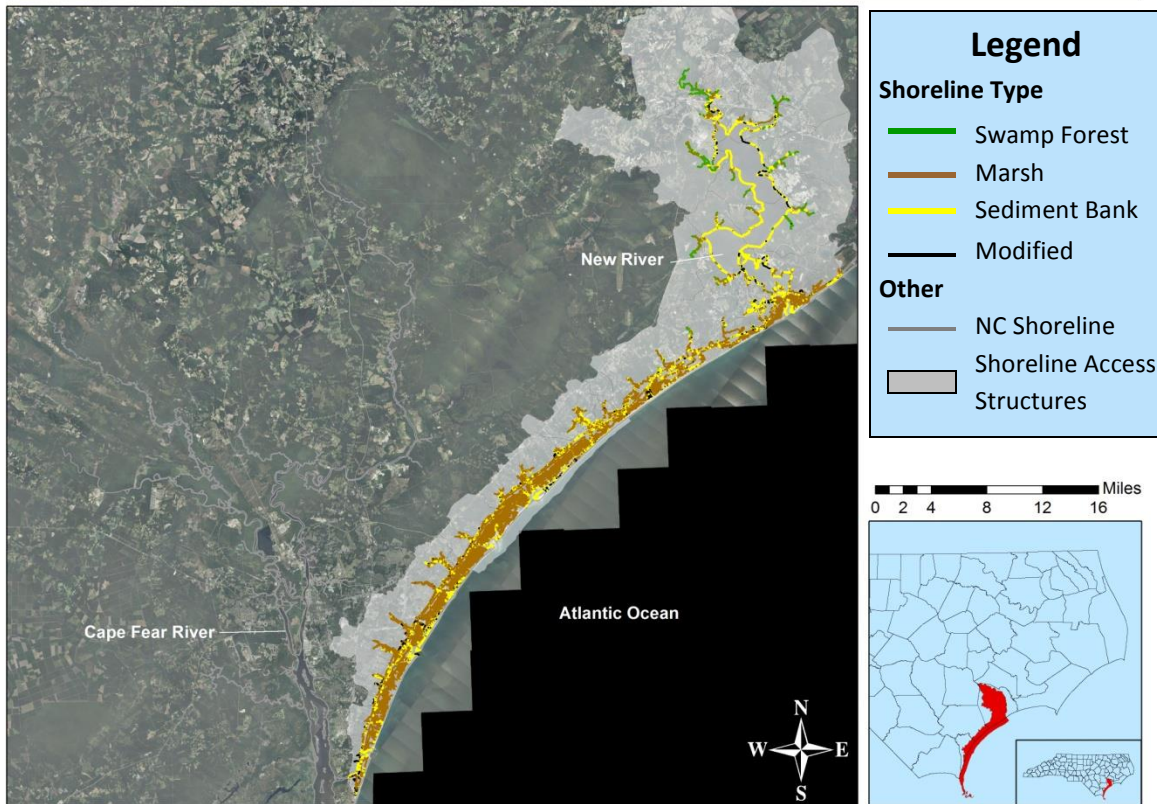 New River
Cape Fear River
Atlantic Ocean
N
W E
S
Legend
Shoreline Type
Swamp Forest
Marsh
Sediment Bank
Modified
Other
NC Shoreline
Shoreline Access
Structures
Miles
0 2 4 8 12 16